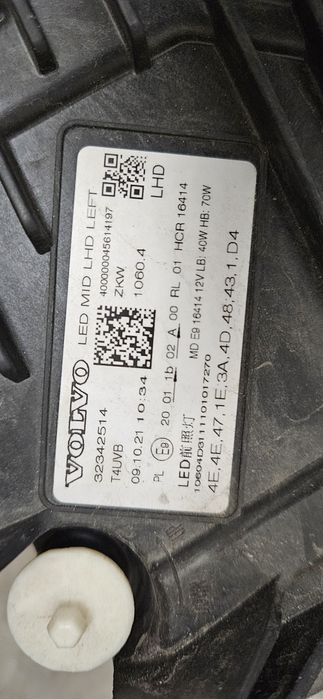 VOLVO LED MID LHD LEFT
32342514 400000045614197
T4UVB ZKW
09.10.21 10:34 1060.4 LHD
PL E9 20 01 1b 02 A 00 RL 01 HCR 16414
MD E9 16414 12V LB: 40W HB: 70W
LED前照灯
10604D31111101017270
4E,4E,47,1E,3A,4D,48,43,1,D4